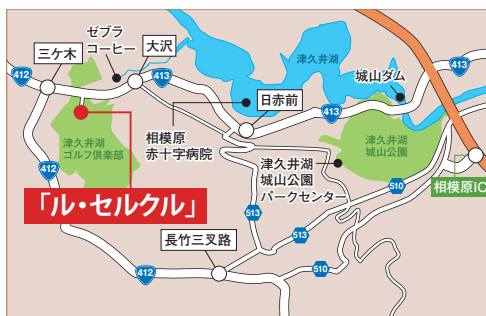 ゼブラ
コーヒー
大沢
三ケ木
412
413
津久井湖
城山ダム
413
413
日赤前
相模原
赤十字病院
津久井湖
ゴルフ倶楽部
津久井湖
城山公園
津久井湖
城山公園
パークセンター
412
510
相模原IC
「ル・セルクル」
513
長竹三叉路
513
412
510